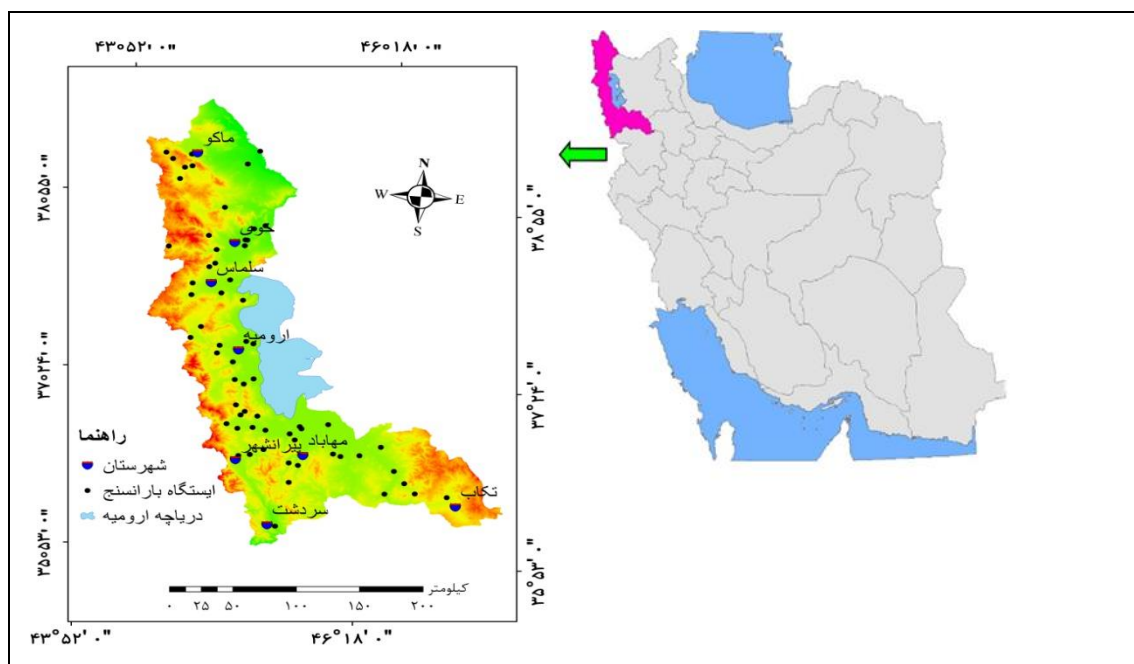 ۴۳°۵۲'۰" ۴۶°۱۸'۰"
ماکو
N
W E
S
۳۸°۵۵'۰" ۳۸°۵۵'۰"
خوی
سلماس
ارومیه
۳۷°۲۴'۰" ۳۷°۲۴'۰"
راهنما
پیرانشهر مهاباد
شهرستان
ایستگاه بارانسنج
تکاب
دریاچه ارومیه
سردشت
۳۵°۵۳'۰" ۳۵°۵۳'۰"
کیلومتر
۰ ۲۵ ۵۰ ۱۰۰ ۱۵۰ ۲۰۰
۴۳°۵۲'۰" ۴۶°۱۸'۰"